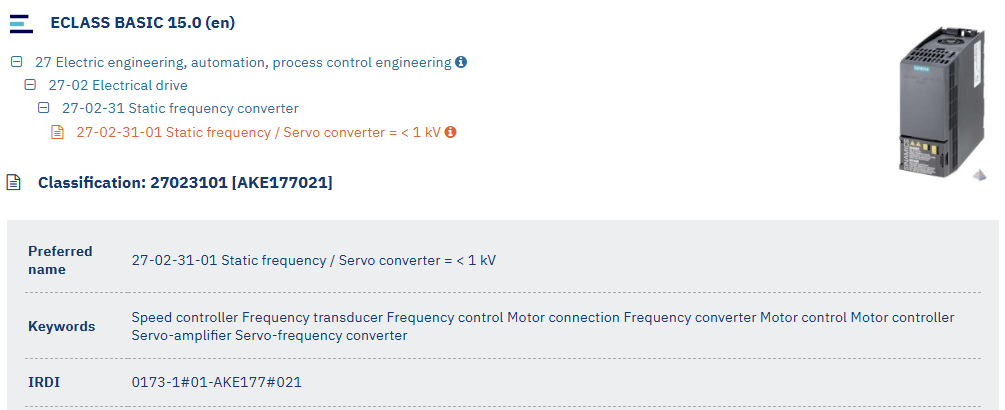 ECLASS BASIC 15.0 (en)
27 Electric engineering, automation, process control engineering
27-02 Electrical drive
27-02-31 Static frequency converter
27-02-31-01 Static frequency / Servo converter = < 1 kV
SIEMENS
Classification: 27023101 [AKE177021]
Preferred name
27-02-31-01 Static frequency / Servo converter = < 1 kV
Keywords
Speed controller Frequency transducer Frequency control Motor connection Frequency converter Motor control Motor controller
Servo-amplifier Servo-frequency converter
IRDI
0173-1#01-AKE177#021